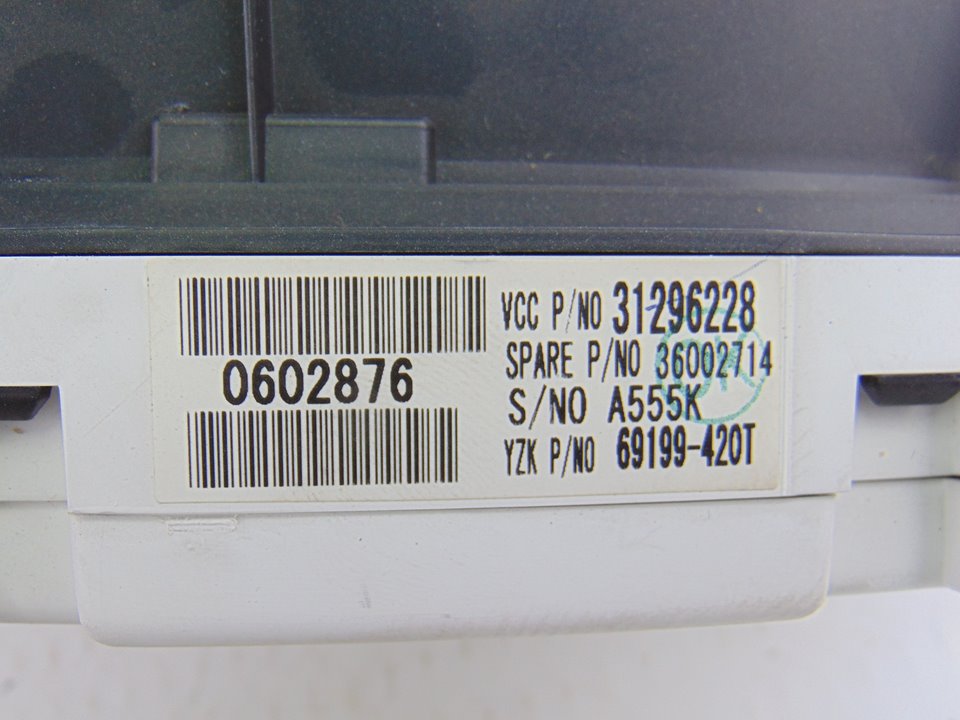 0602876
VCC P/NO 31296228
SPARE P/NO 36002714
S/NO A555K
YZK P/NO 69199-420T